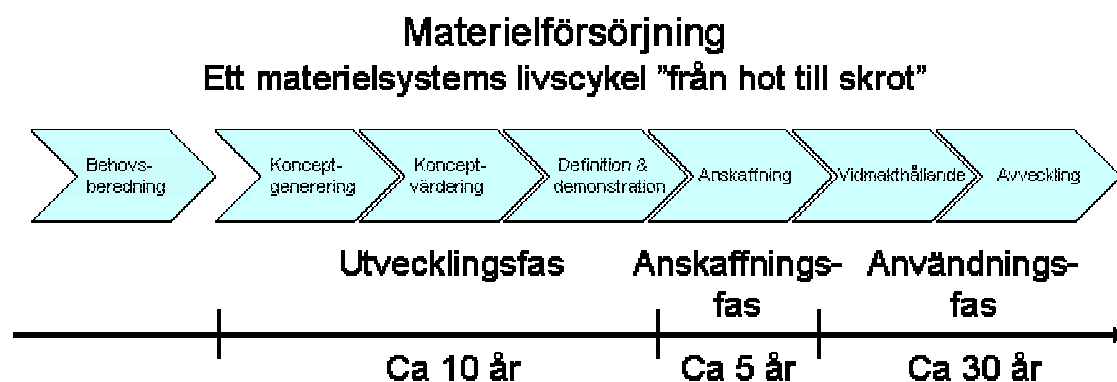 Materielförsörjning
Ett materielsystems livscykel ”från hot till skrot”
Behovs-
beredning
Koncept-
generering
Koncept-
värdering
Definition &
demonstration
Anskaffning
Vidmakthållande
Avveckling
Utvecklingsfas
Anskaffnings-
fas
Användnings-
fas
Ca 10 år
Ca 5 år
Ca 30 år